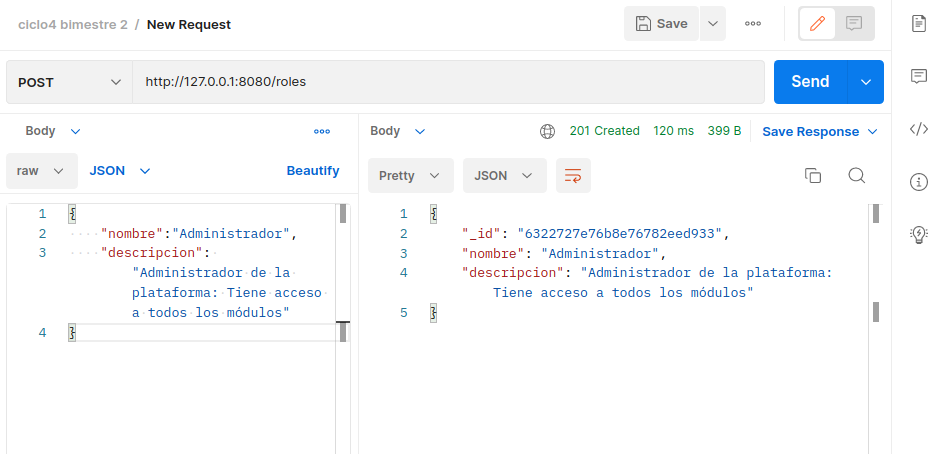 ciclo4 bimestre 2 / New Request
Save
POST
http://127.0.0.1:8080/roles
Send
Body
raw
JSON
Beautify
1 {
2 "nombre":"Administrador",
3 "descripcion":
"Administrador de la
plataforma: Tiene acceso
a todos los módulos"
4 }
Body
201 Created 120 ms 399 B Save Response
Pretty
JSON
1 {
2 "_id": "6322727e76b8e76782eed933",
3 "nombre": "Administrador",
4 "descripcion": "Administrador de la plataforma:
Tiene acceso a todos los módulos"
5 }